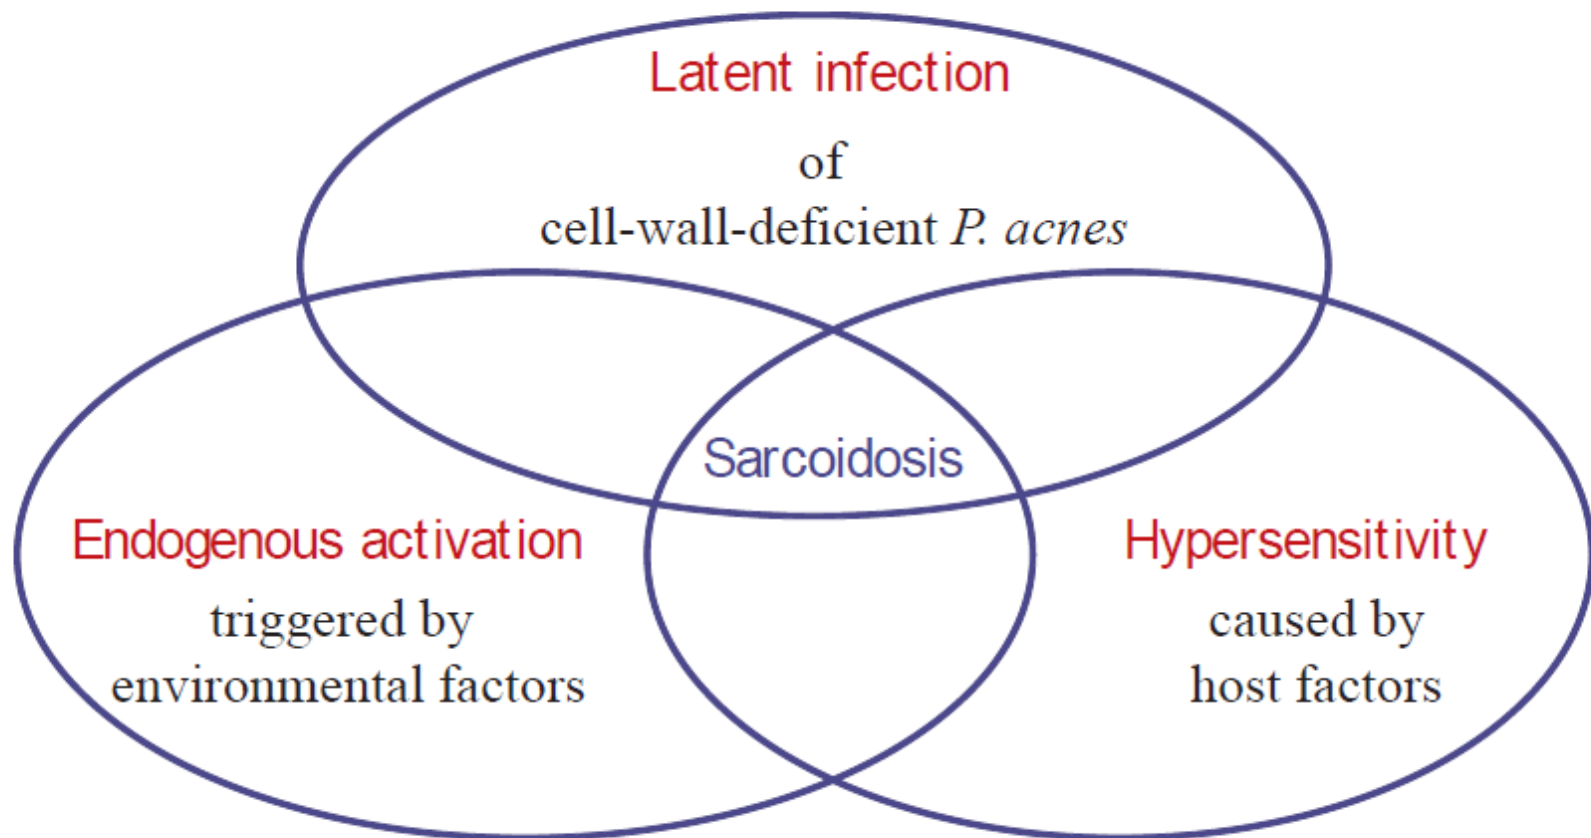 Latent infection
of
cell-wall-deficient P. acnes
Sarcoidosis
Endogenous activation
triggered by
environmental factors
Hypersensitivity
caused by
host factors